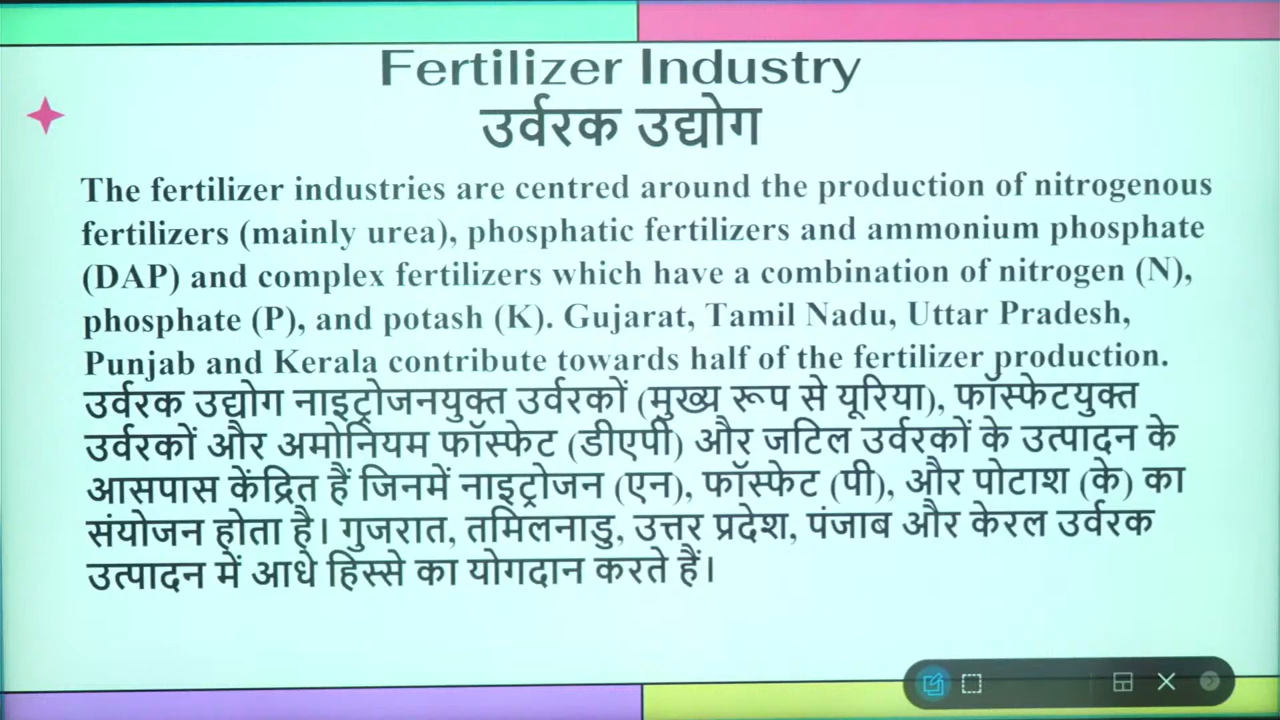 Fertilizer Industry
उर्वरक उद्योग
The fertilizer industries are centred around the production of nitrogenous
fertilizers (mainly urea), phosphatic fertilizers and ammonium phosphate
(DAP) and complex fertilizers which have a combination of nitrogen (N),
phosphate (P), and potash (K). Gujarat, Tamil Nadu, Uttar Pradesh,
Punjab and Kerala contribute towards half of the fertilizer production.
उर्वरक उद्योग नाइट्रोजनयुक्त उर्वरकों (मुख्य रूप से यूरिया), फॉस्फेटयुक्त
उर्वरकों और अमोनियम फॉस्फेट (डीएपी) और जटिल उर्वरकों के उत्पादन के
आसपास केंद्रित हैं जिनमें नाइट्रोजन (एन), फॉस्फेट (पी), और पोटाश (के) का
संयोजन होता है। गुजरात, तमिलनाडु, उत्तर प्रदेश, पंजाब और केरल उर्वरक
उत्पादन में आधे हिस्से का योगदान करते हैं।